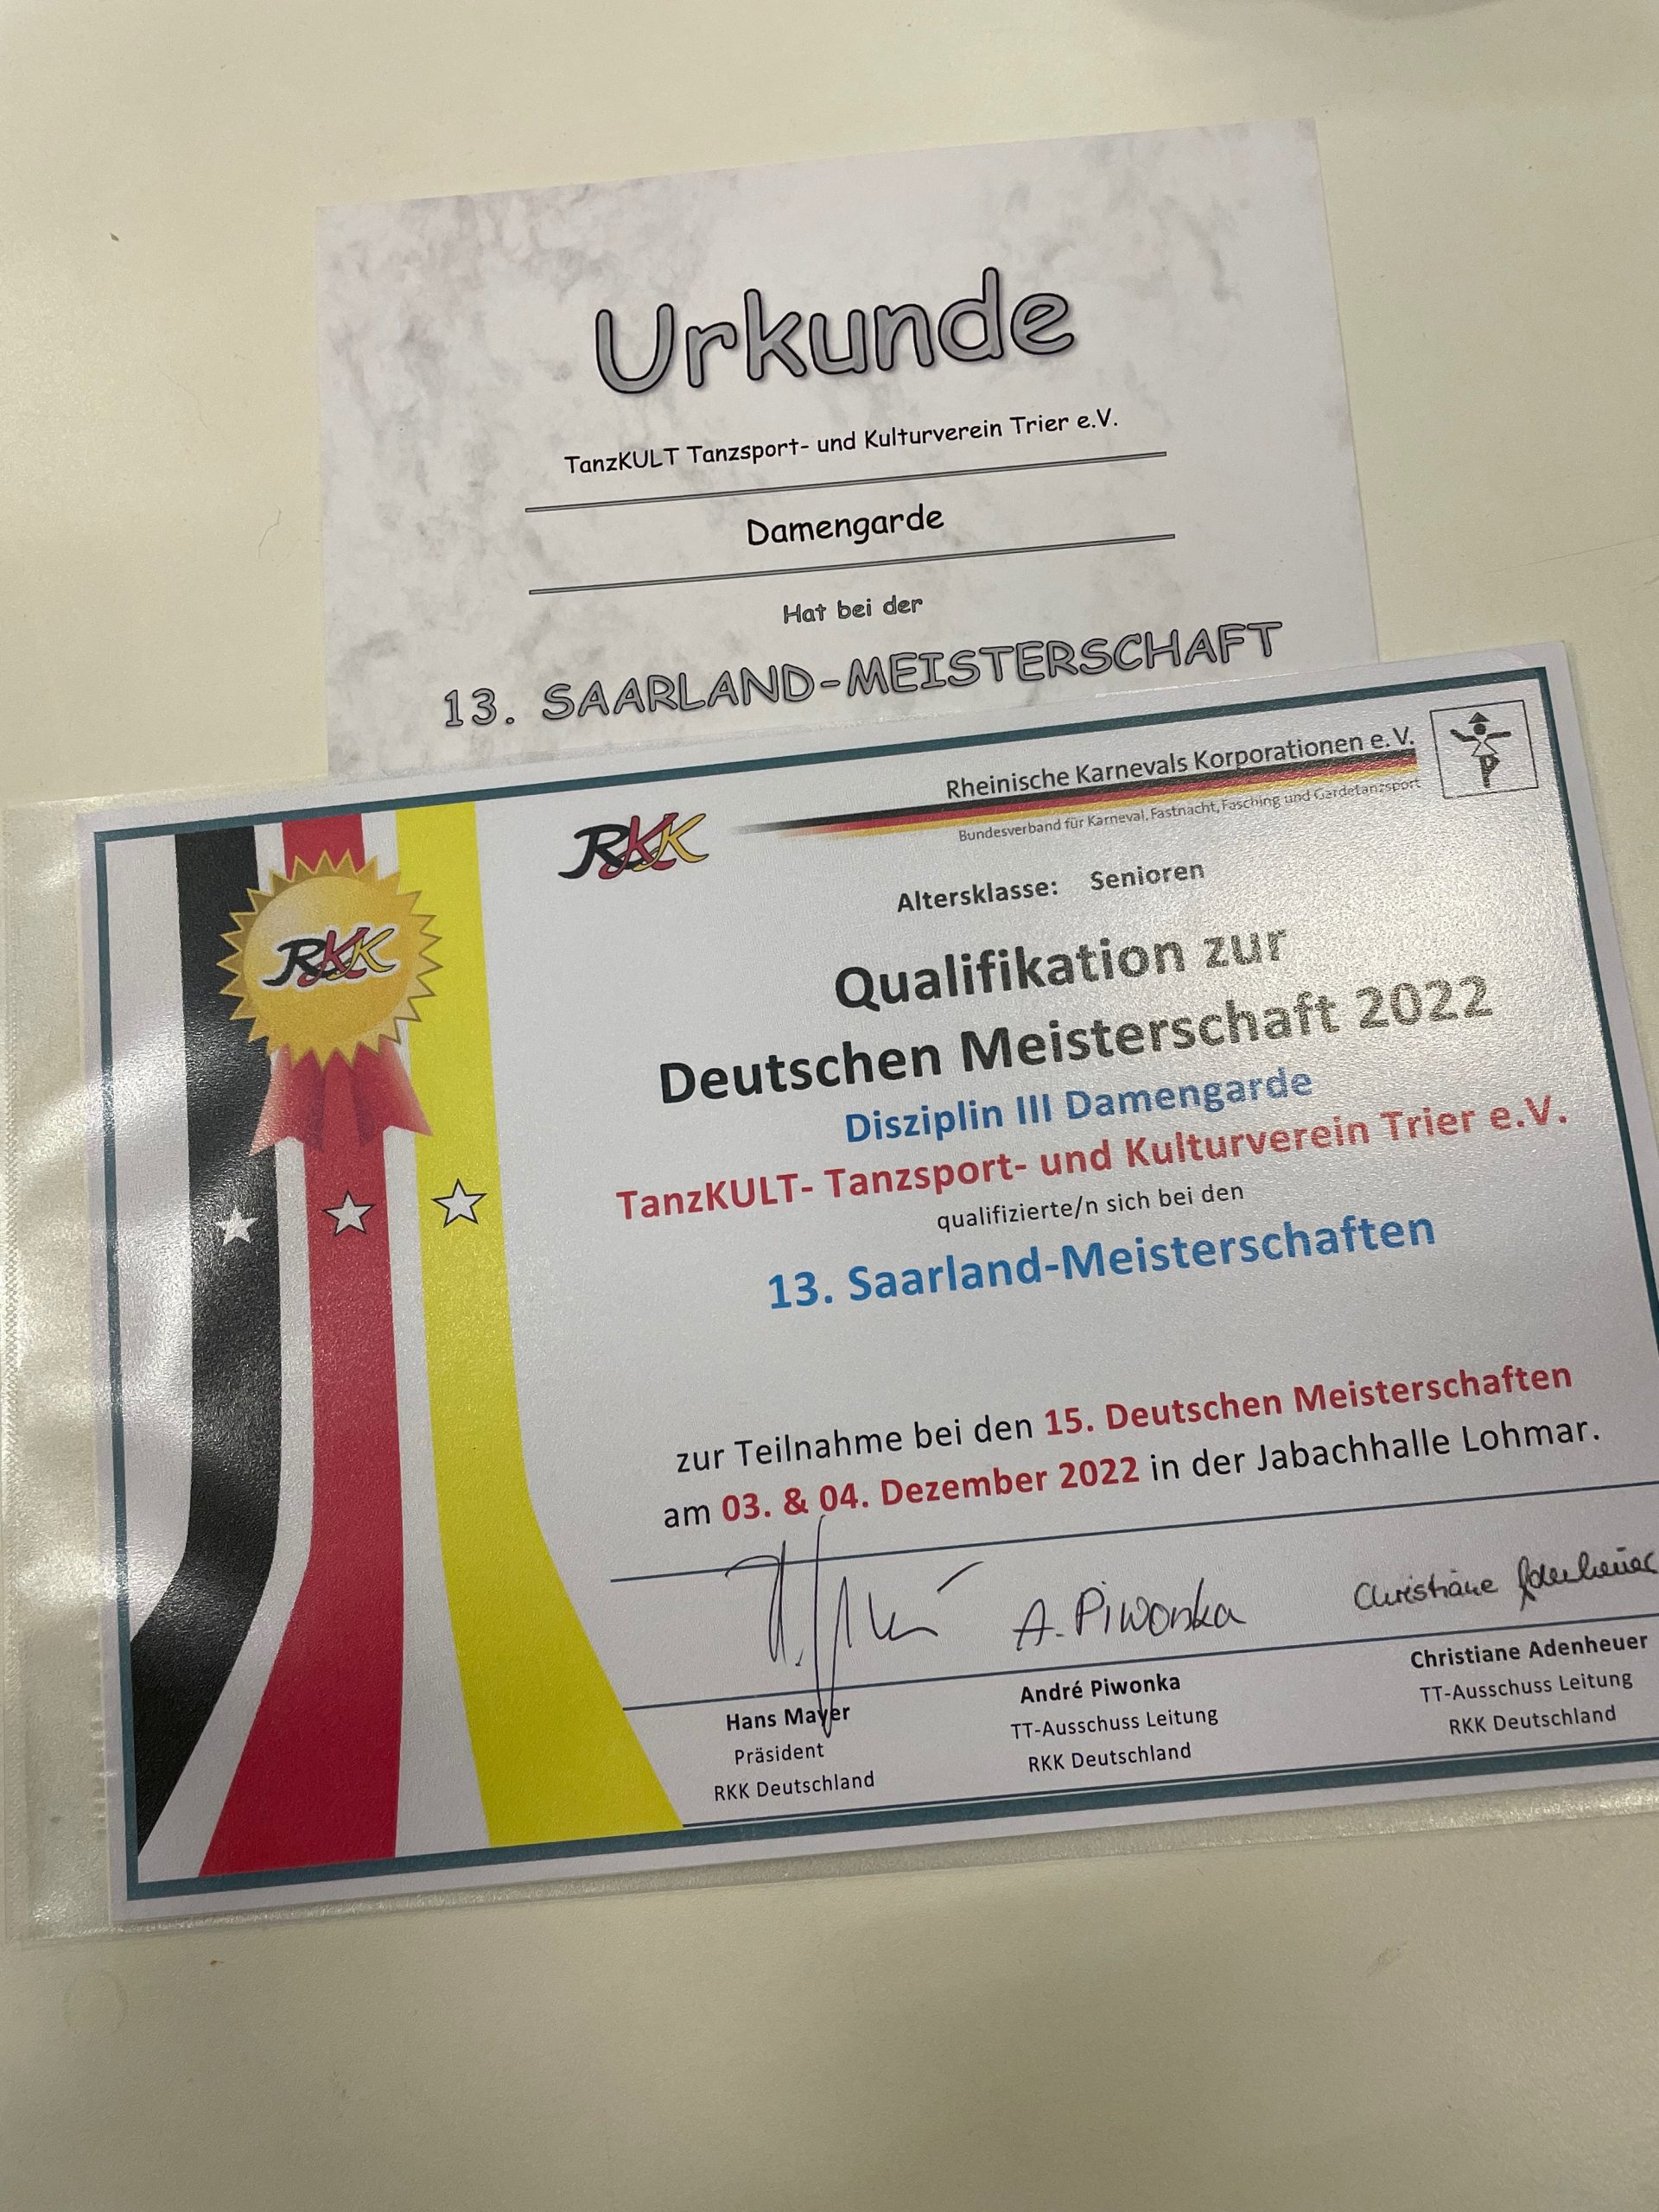 Urkunde
TanzKULT Tanzsport- und Kulturverein Trier e.V.
Damengarde
Hat bei der
13. SAARLAND-MEISTERSCHAFT
Rheinische Karnevals Korporationen e. V.
Bundesverband für Karneval, Fastnacht, Fasching und Gardetanzsport
RKK
RKK
Altersklasse: Senioren
Qualifikation zur
Deutschen Meisterschaft 2022
Disziplin III Damengarde
TanzKULT- Tanzsport- und Kulturverein Trier e.V.
qualifizierte/n sich bei den
13. Saarland-Meisterschaften
zur Teilnahme bei den 15. Deutschen Meisterschaften
am 03. & 04. Dezember 2022 in der Jabachhalle Lohmar.
A. Piwonka
Christiane Adenheuer
Hans Mayer
Präsident
RKK Deutschland
André Piwonka
TT-Ausschuss Leitung
RKK Deutschland
Christiane Adenheuer
TT-Ausschuss Leitung
RKK Deutschland